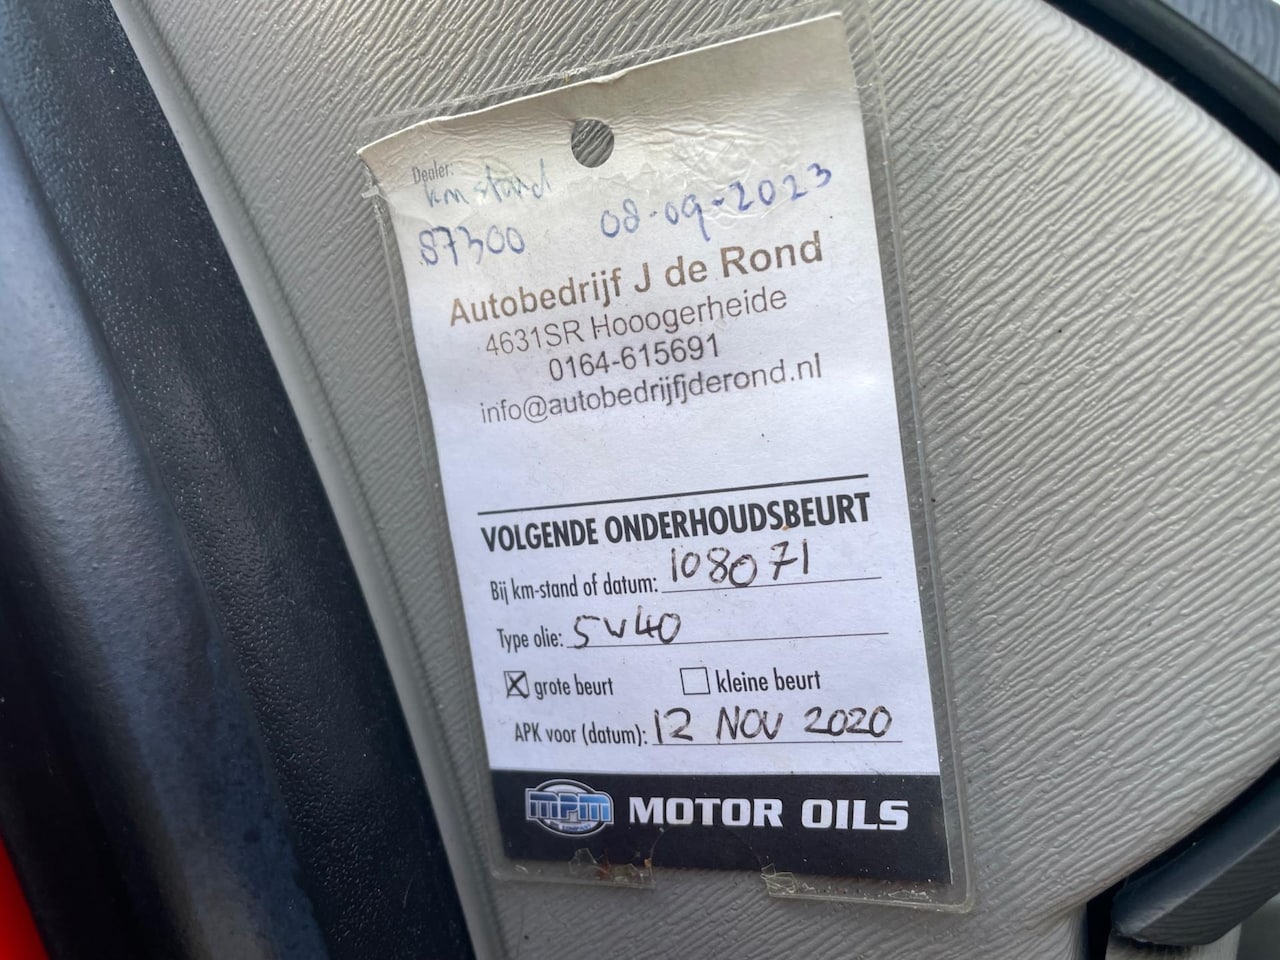 Dealer:
km stand
87300 08-09-2023
Autobedrijf J de Rond
4631SR Hooogerheide
0164-615691
info@autobedrijfjderond.nl
VOLGENDE ONDERHOUDSBEURT
Bij km-stand of datum: 108071
Type olie: 5W40
grote beurt kleine beurt
APK voor (datum): 12 NOV 2020
MPM MOTOR OILS